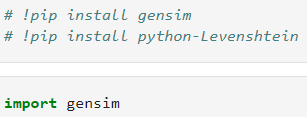 # !pip install gensim
# !pip install python-Levenshtein
import gensim